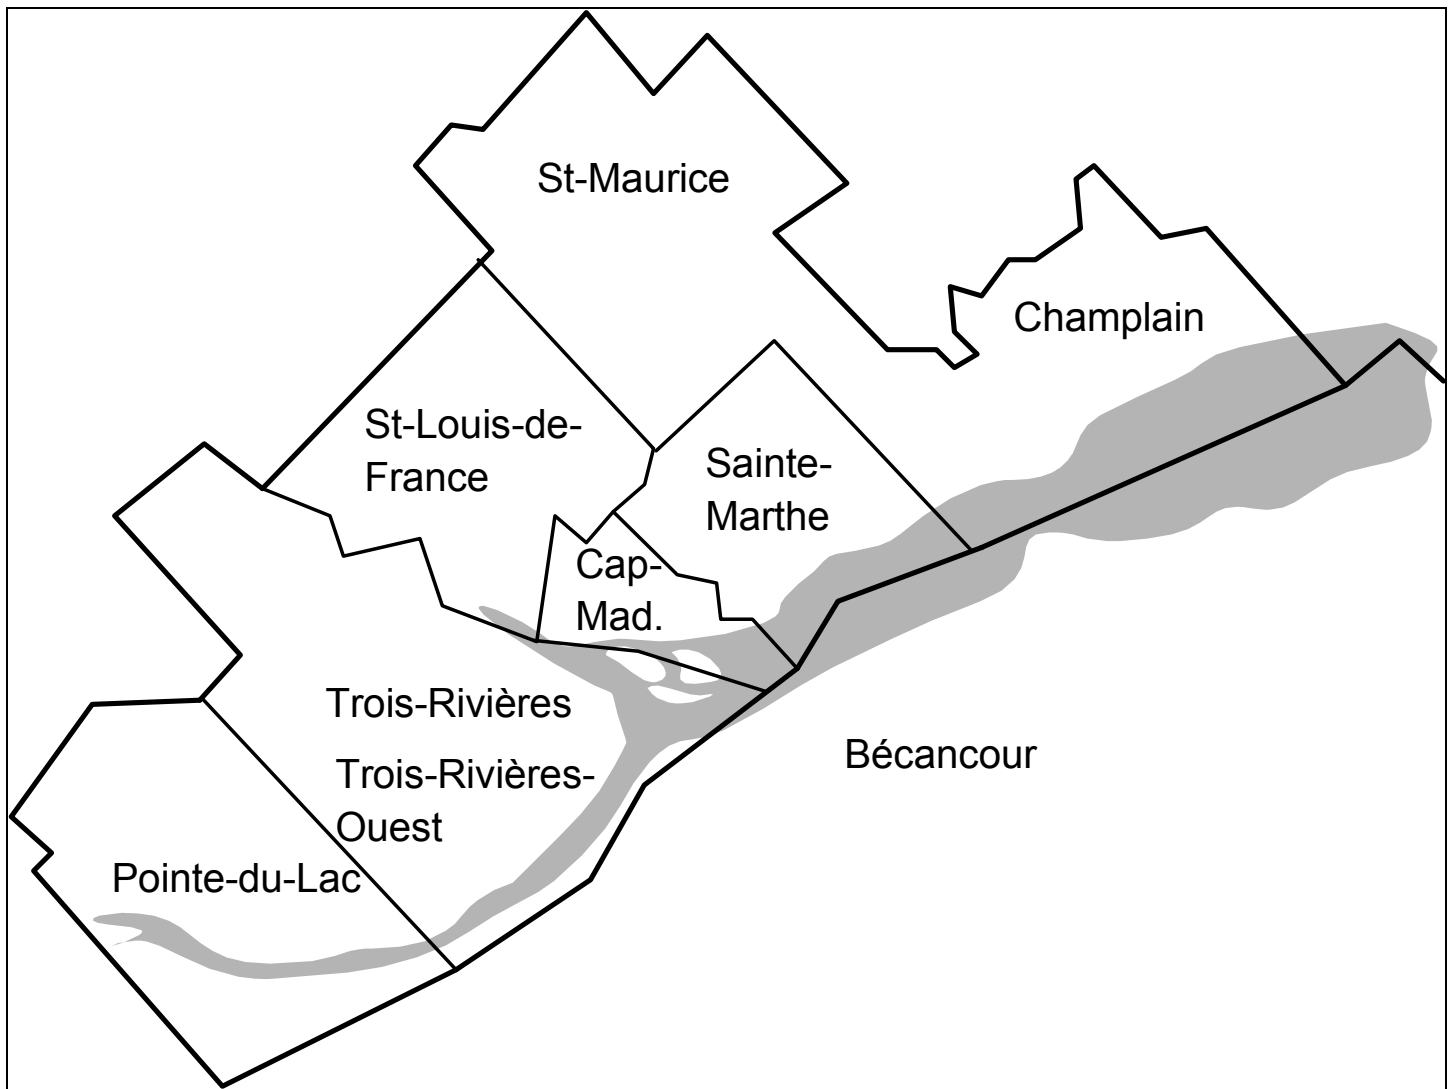 St-Maurice
Champlain
St-Louis-de-
France
Sainte-
Marthe
Cap-
Mad.
Trois-Rivières
Bécancour
Trois-Rivières-
Ouest
Pointe-du-Lac